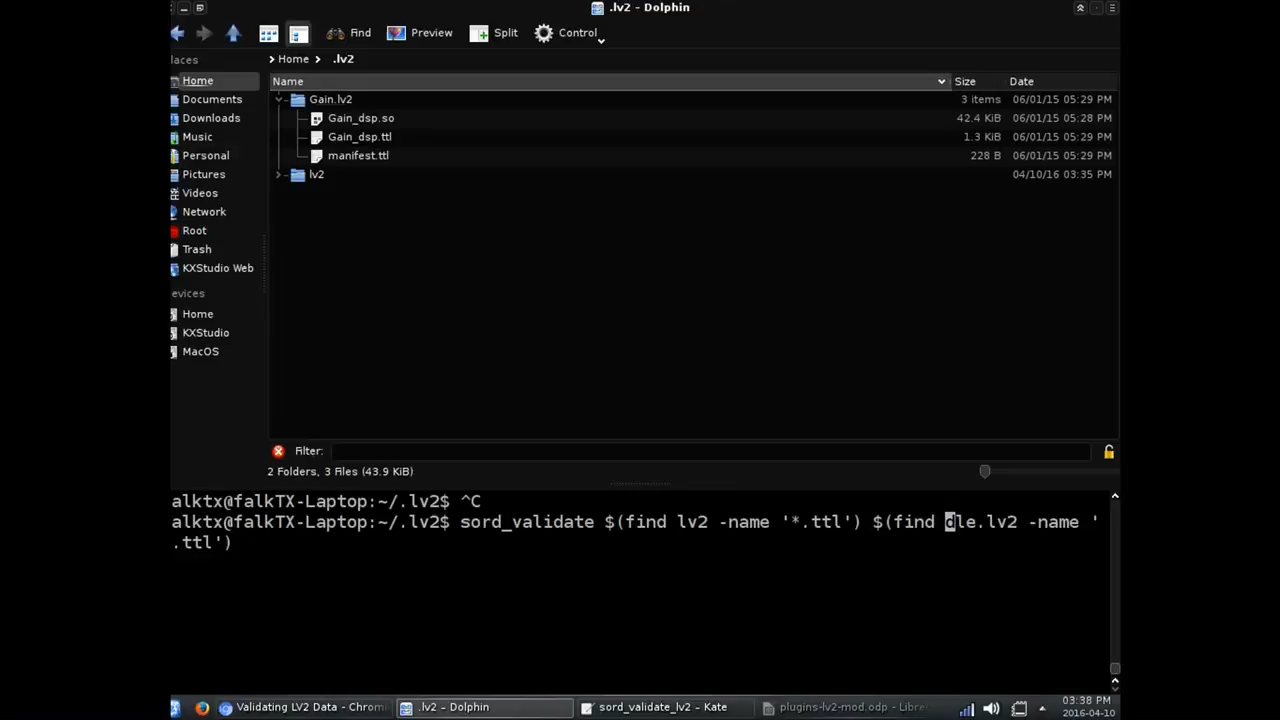 .lv2 – Dolphin
Find
Preview
Split
Control
Home
.lv2
laces
Home
Documents
Downloads
Music
Personal
Pictures
Videos
Network
Root
Trash
KXStudio Web
evices
Home
KXStudio
MacOS
Name Size Date
Gain.lv2 3 items 06/01/15 05:29 PM
Gain_dsp.so 42.4 KiB 06/01/15 05:28 PM
Gain_dsp.ttl 1.3 KiB 06/01/15 05:29 PM
manifest.ttl 228 B 06/01/15 05:29 PM
lv2 04/10/16 03:35 PM
Filter:
2 Folders, 3 Files (43.9 KiB)
alktx@falkTX-Laptop:~/.lv2$ ^C
alktx@falkTX-Laptop:~/.lv2$ sord_validate $(find lv2 -name '*.ttl') $(find dle.lv2 -name '
.ttl')
Validating LV2 Data - Chromi
.lv2 – Dolphin
sord_validate_lv2 – Kate
plugins-lv2-mod.odp - Libre
03:38 PM
2016-04-10